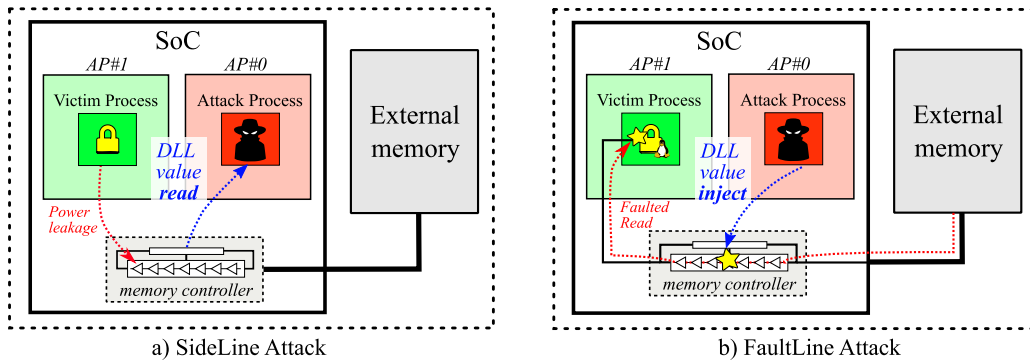 SoC
AP#1
AP#0
Victim Process
Attack Process
DLL
value
read
Power
leakage
memory controller
External
memory
a) SideLine Attack
SoC
AP#1
AP#0
Victim Process
Attack Process
DLL
value
inject
Faulted
Read
memory controller
External
memory
b) FaultLine Attack